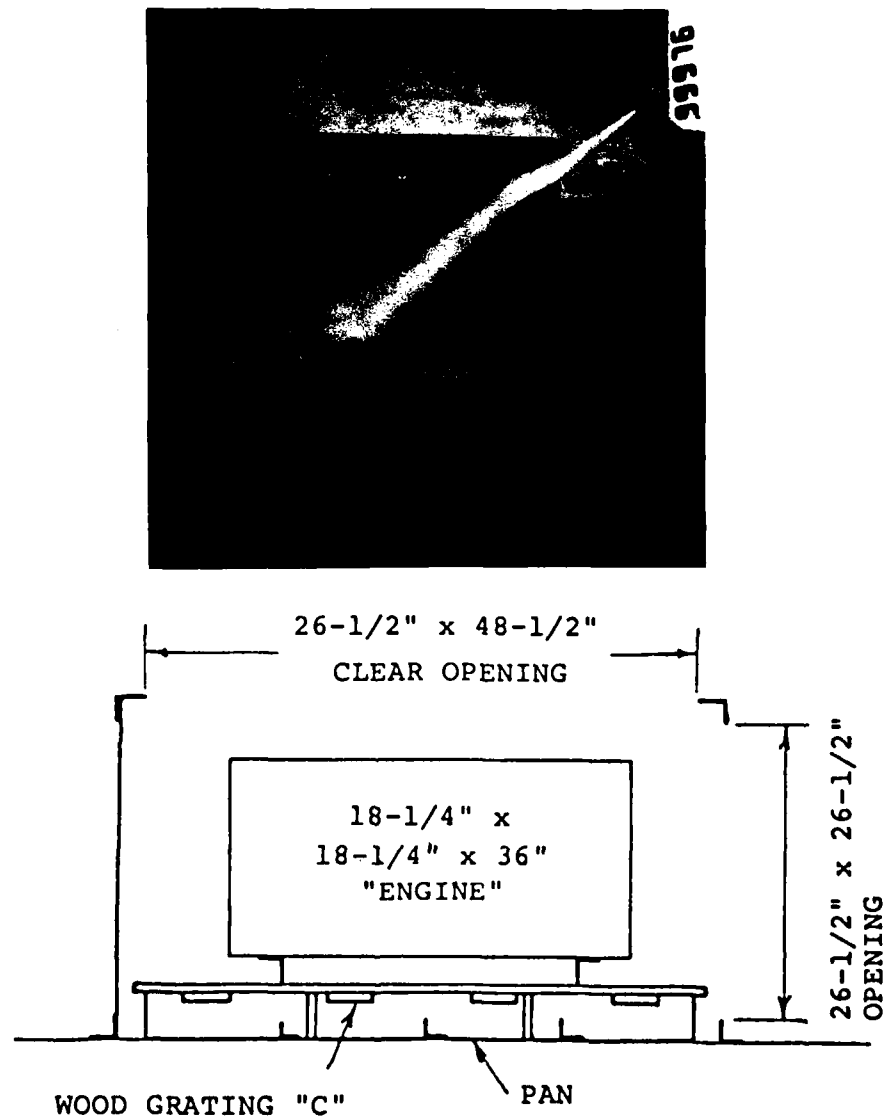 97666
26-1/2" x 48-1/2"
CLEAR OPENING
18-1/4" x
18-1/4" x 36"
"ENGINE"
26-1/2" x 26-1/2"
OPENING
WOOD GRATING "C"
PAN